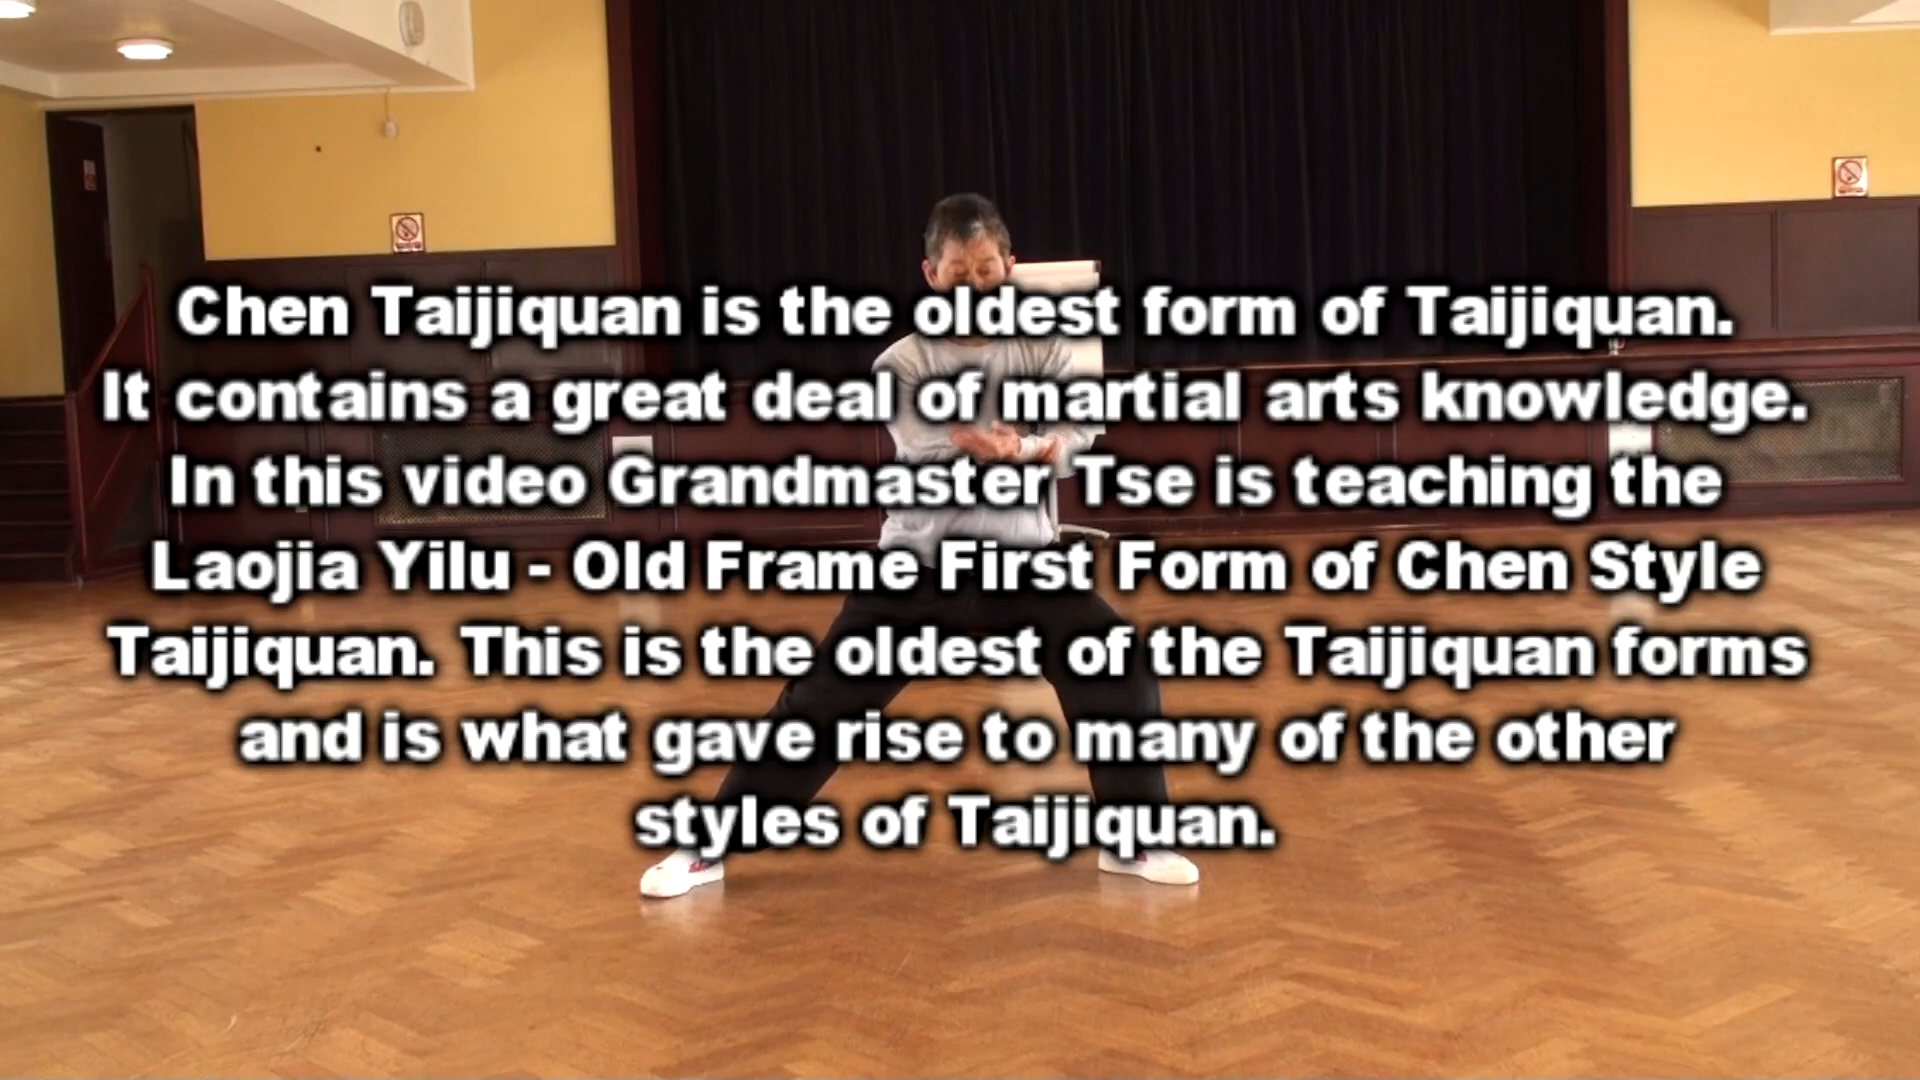 Chen Taijiquan is the oldest form of Taijiquan.
It contains a great deal of martial arts knowledge.
In this video Grandmaster Tse is teaching the
Laojia Yilu - Old Frame First Form of Chen Style
Taijiquan. This is the oldest of the Taijiquan forms
and is what gave rise to many of the other
styles of Taijiquan.